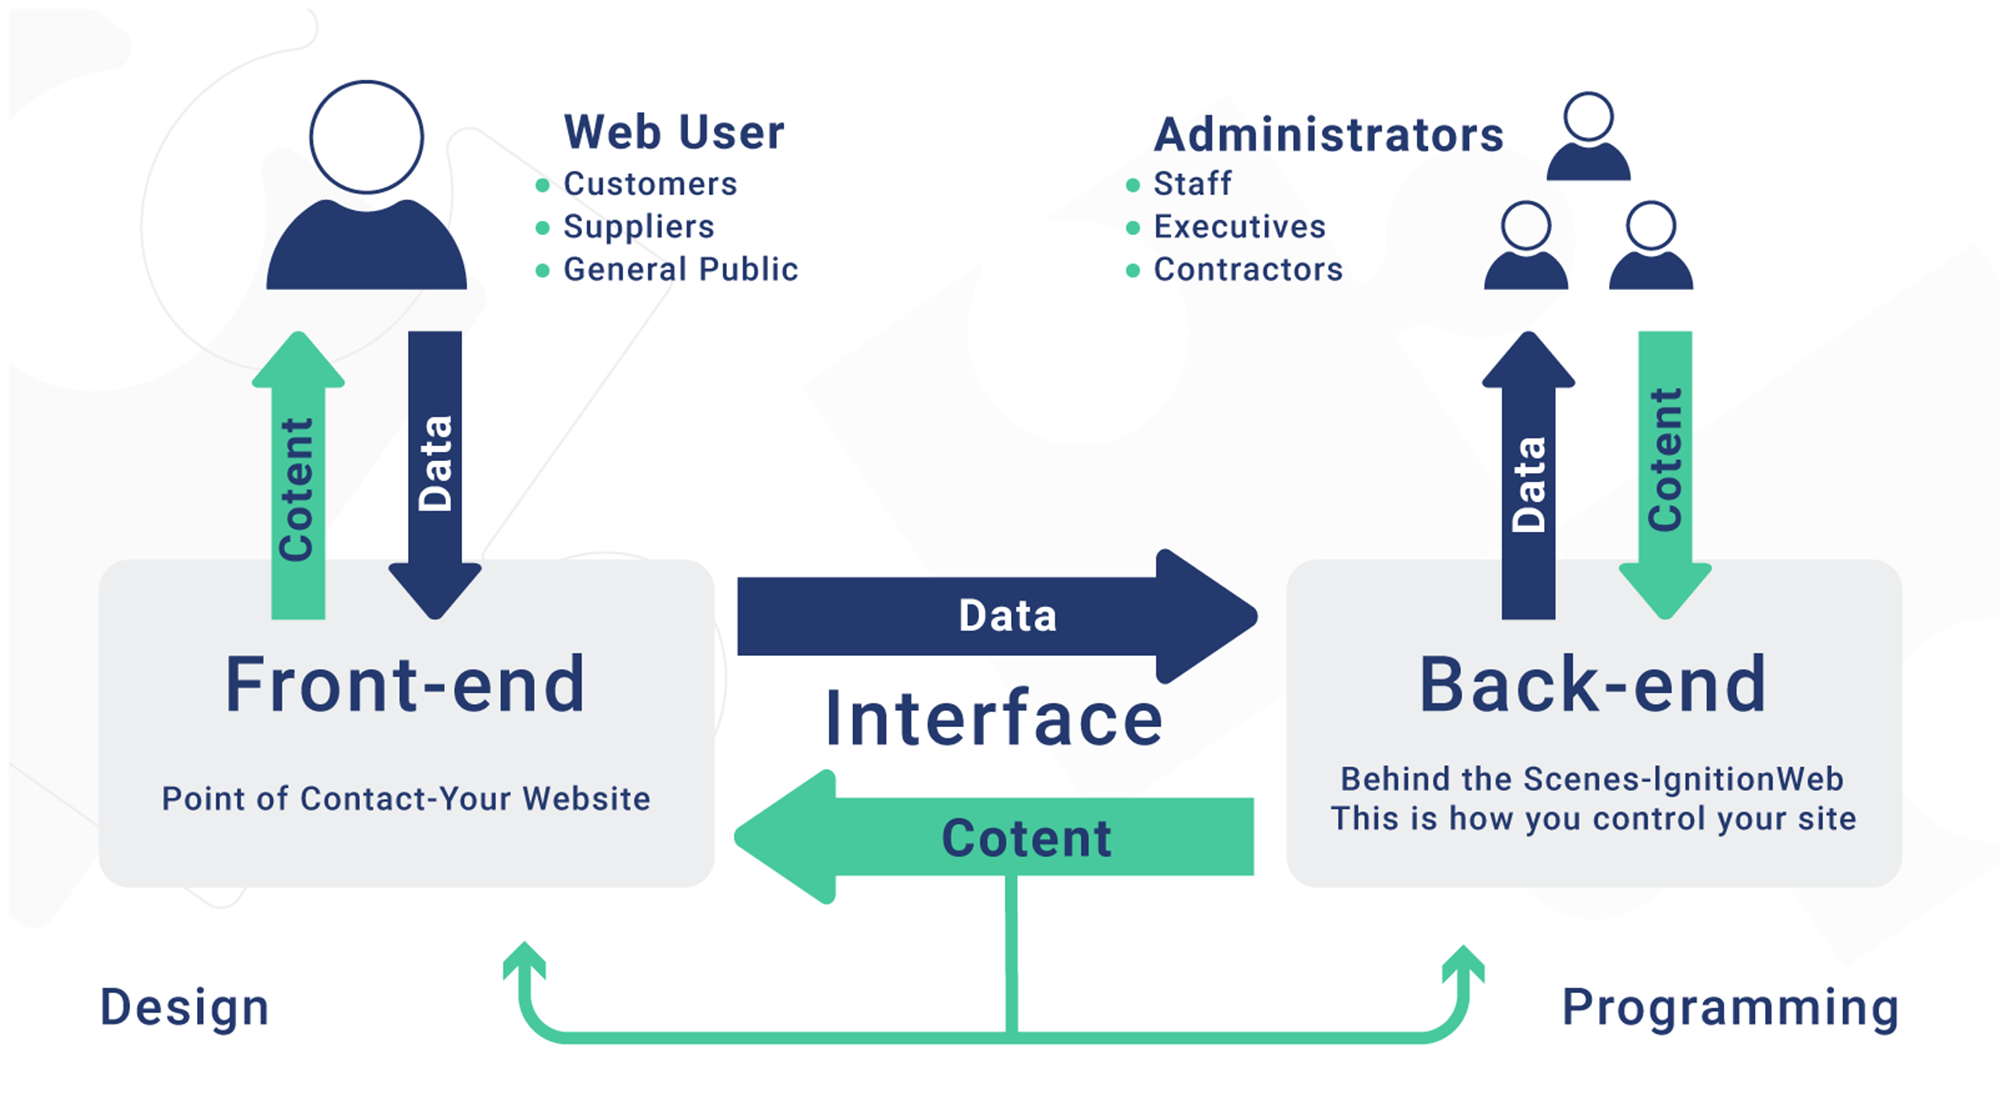 Web User
Customers
Suppliers
General Public
Administrators
Staff
Executives
Contractors
Cotent
Data
Data
Cotent
Front-end
Point of Contact-Your Website
Data
Interface
Cotent
Back-end
Behind the Scenes-IgnitionWeb
This is how you control your site
Design
Programming